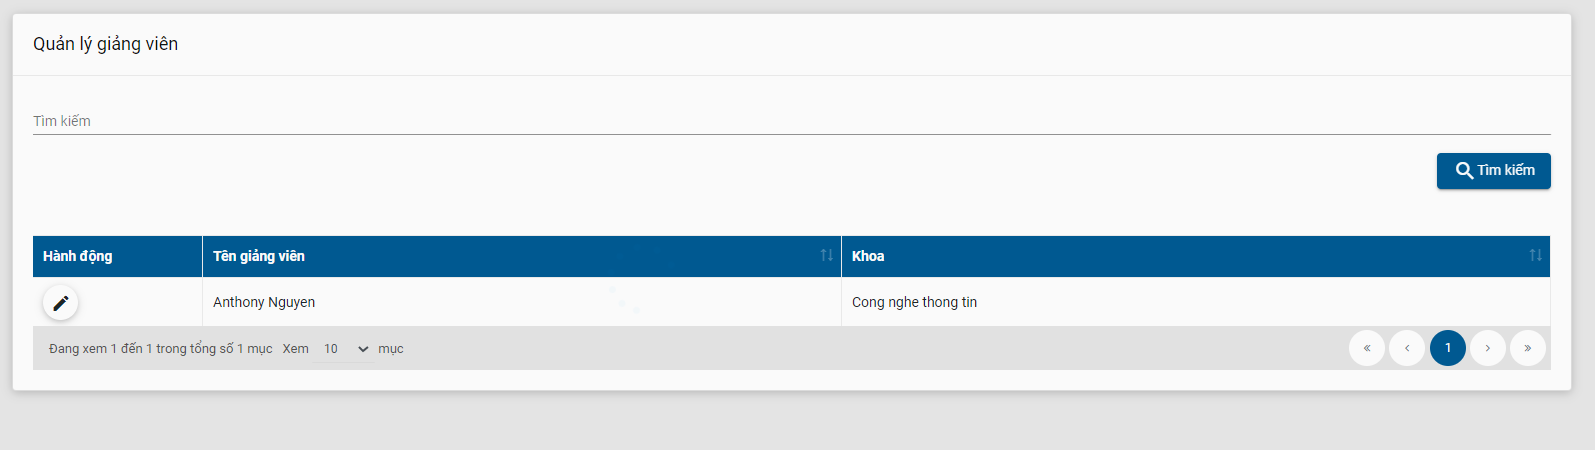 Quản lý giảng viên
Tìm kiếm
Tìm kiếm
Hành động Tên giảng viên Khoa
Anthony Nguyen Cong nghe thong tin
Đang xem 1 đến 1 trong tổng số 1 mục Xem 10 mục « ‹ 1 › »